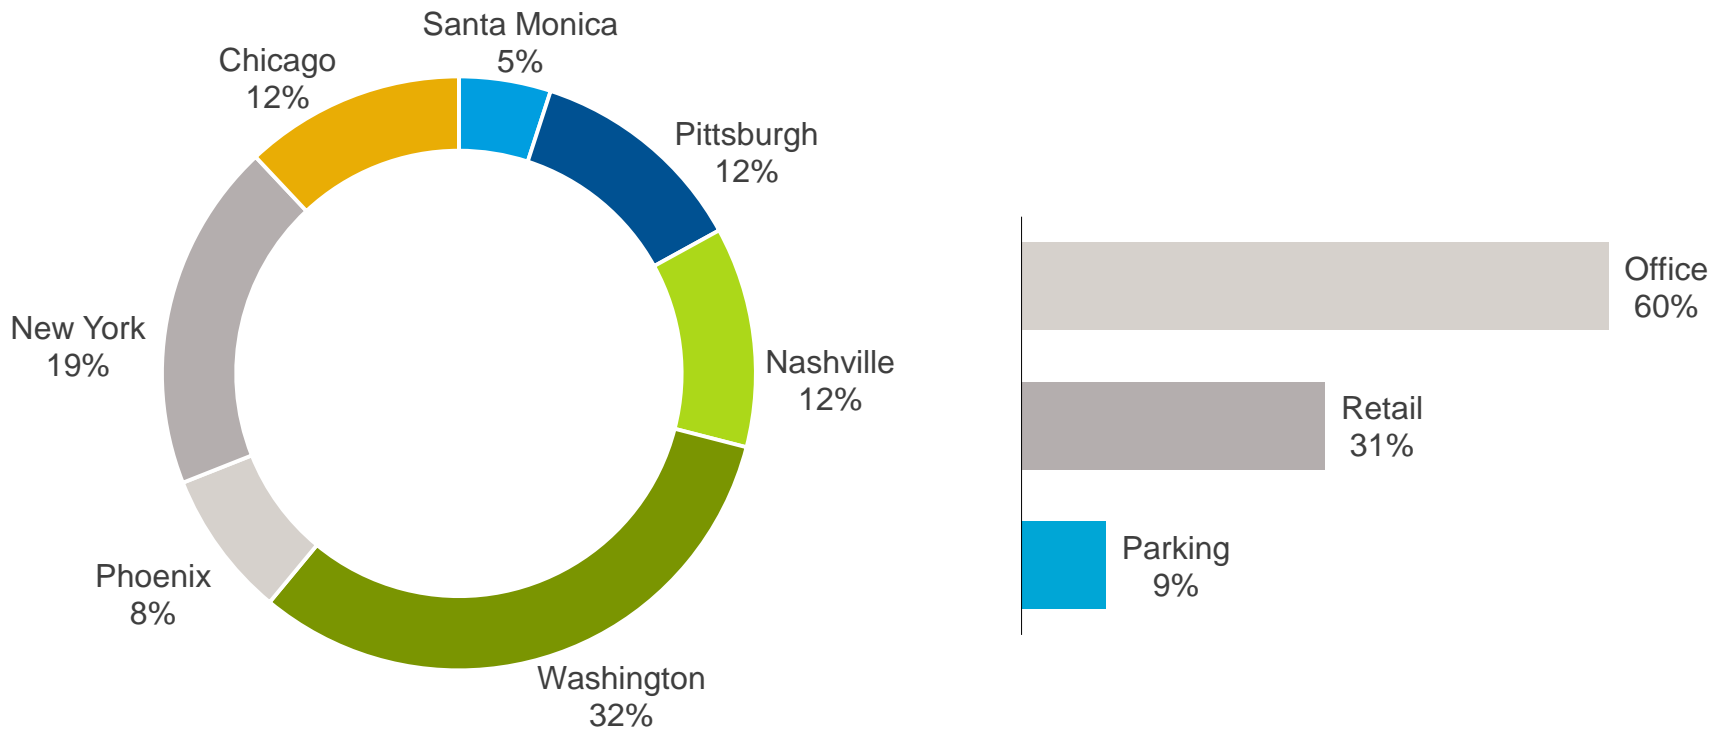 Santa Monica
5%
Chicago
12%
Pittsburgh
12%
Nashville
12%
New York
19%
Phoenix
8%
Washington
32%
Office
60%
Retail
31%
Parking
9%